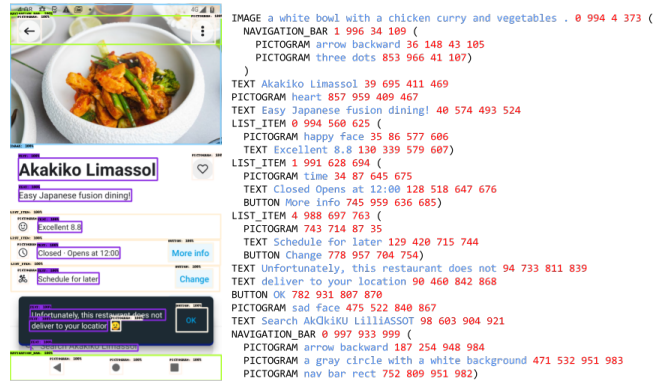 4G
Akakiko Limassol
Easy Japanese fusion dining!
Excellent 8.8
Closed · Opens at 12:00
More info
Schedule for later
Change
Unfortunately, this restaurant does not
deliver to your location
OK
Search Akakiko Limassol
IMAGE a white bowl with a chicken curry and vegetables . 0 994 4 373 (
NAVIGATION_BAR 1 996 34 109 (
PICTOGRAM arrow backward 36 148 43 105
PICTOGRAM three dots 853 966 41 107)
)
TEXT Akakiko Limassol 39 695 411 469
PICTOGRAM heart 857 959 409 467
TEXT Easy Japanese fusion dining! 40 574 493 524
LIST_ITEM 0 994 560 625 (
PICTOGRAM happy face 35 86 577 606
TEXT Excellent 8.8 130 339 579 607)
LIST_ITEM 1 991 628 694 (
PICTOGRAM time 34 87 645 675
TEXT Closed Opens at 12:00 128 518 647 676
BUTTON More info 745 959 636 685)
LIST_ITEM 4 988 697 763 (
PICTOGRAM 743 714 87 35
TEXT Schedule for later 129 420 715 744
BUTTON Change 778 957 704 754)
TEXT Unfortunately, this restaurant does not 94 733 811 839
TEXT deliver to your location 90 460 842 868
BUTTON OK 782 931 807 870
PICTOGRAM sad face 475 522 840 867
TEXT Search LilliASSOT 98 603 904 921
NAVIGATION_BAR 0 997 933 999 (
PICTOGRAM arrow backward 187 254 948 984
PICTOGRAM a gray circle with a white background 471 532 951 983
PICTOGRAM nav bar rect 752 809 951 982)